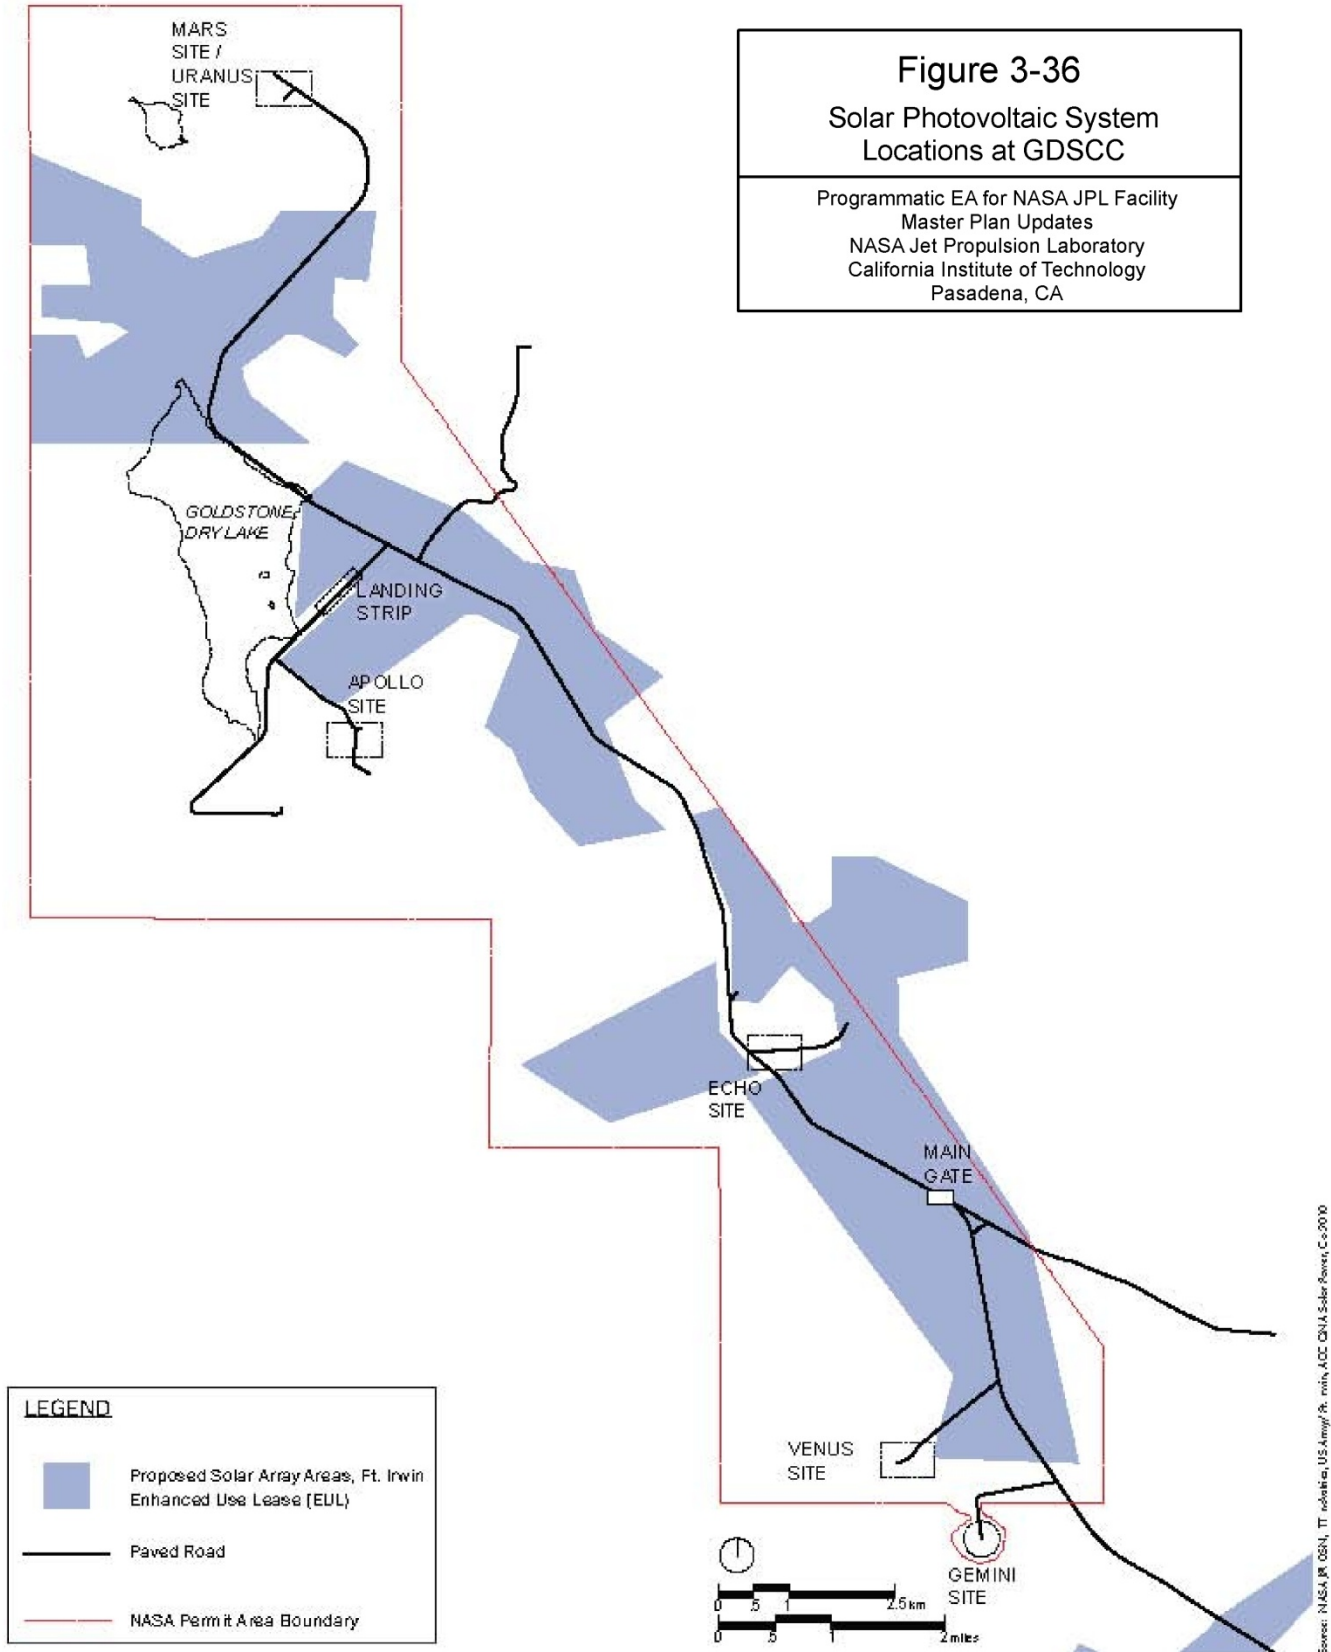 MARS
SITE /
URANUS
SITE
Figure 3-36
Solar Photovoltaic System
Locations at GDSCC
Programmatic EA for NASA JPL Facility
Master Plan Updates
NASA Jet Propulsion Laboratory
California Institute of Technology
Pasadena, CA
GOLDSTONE
DRY LAKE
LANDING
STRIP
APOLLO
SITE
ECHO
SITE
MAIN
GATE
VENUS
SITE
GEMINI
SITE
LEGEND
Proposed Solar Array Areas, Ft. Irwin
Enhanced Use Lease (EUL)
Paved Road
NASA Permit Area Boundary
0 .5 1 2.5 km
0 .5 1 2 miles